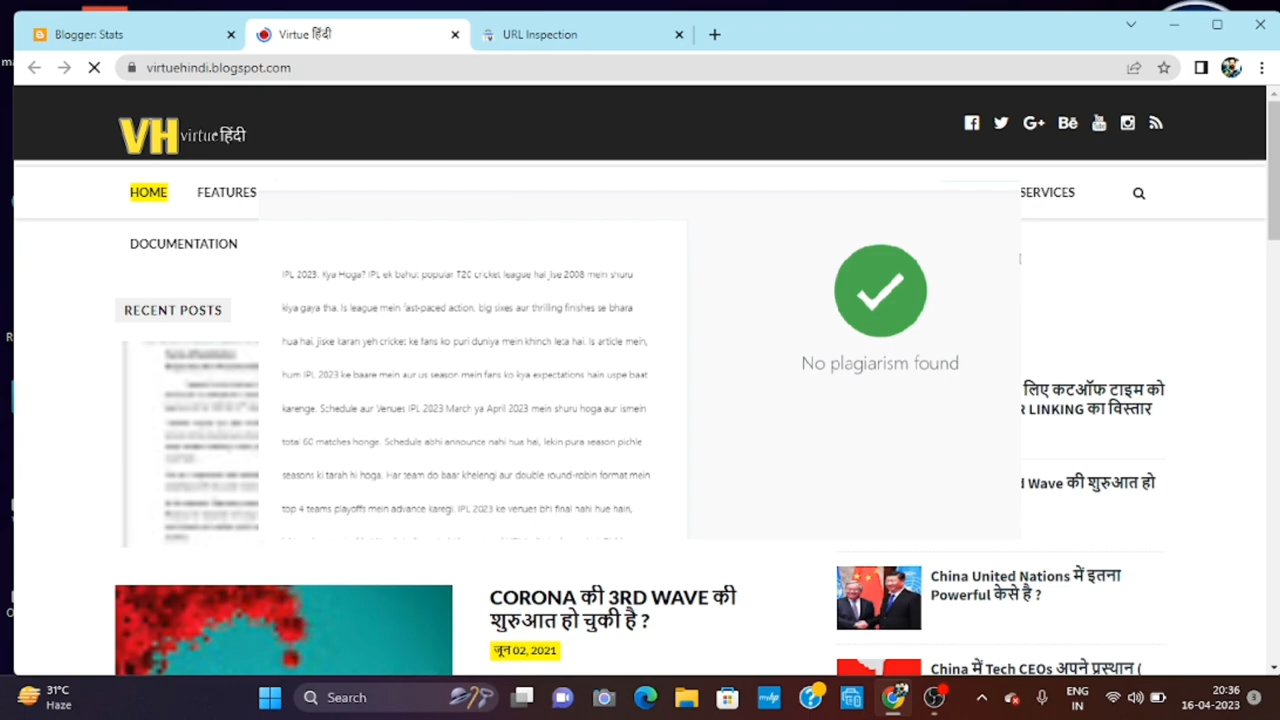 Blogger: Stats
Virtue हिंदी
URL Inspection
virtuehindi.blogspot.com
VH virtue हिंदी
HOME
FEATURES
SERVICES
DOCUMENTATION
RECENT POSTS
IPL 2023: Kya Hoga? IPL ek bahut popular T20 cricket league hai jise 2008 mein shuru
kiya gaya tha. Is league mein fast-paced action, big sixes aur thrilling finishes se bhara
hua hai, jiske karan yeh cricket ke fans ko puri duniya mein khinch leta hai. Is article mein,
hum IPL 2023 ke baare mein aur us season mein fans ko kya expectations hain uspe baat
karenge. Schedule aur Venues IPL 2023 March ya April 2023 mein shuru hoga aur ismein
total 60 matches honge. Schedule abhi announce nahi hua hai, lekin pura season pichle
seasons ki tarah hi hoga. Har team do baar khelengi aur double round-robin format mein
top 4 teams playoffs mein advance karegi. IPL 2023 ke venues bhi final nahi hue hain,
No plagiarism found
लिए कटऑफ टाइम को
R LINKING का विस्तार
d Wave की शुरुआत हो
CORONA की 3RD WAVE की
शुरुआत हो चुकी है ?
जून 02, 2021
China United Nations में इतना
Powerful केसे है ?
China में Tech CEOs अपने प्रस्थान (
31°C
Haze
Search
ENG
IN
20:36
16-04-2023
3